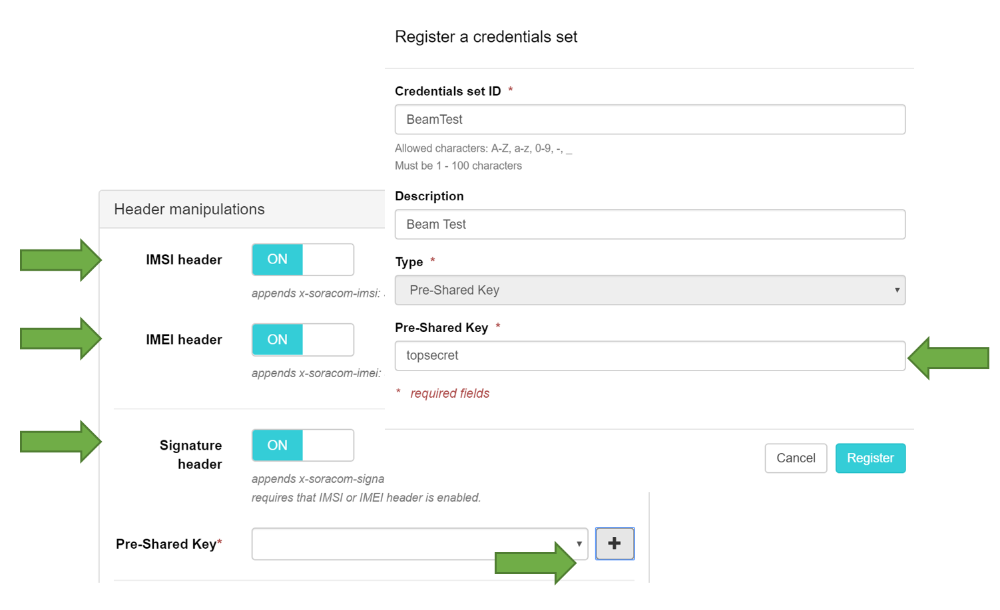 Register a credentials set
Credentials set ID *
BeamTest
Allowed characters: A-Z, a-z, 0-9, -, _
Must be 1 - 100 characters
Description
Beam Test
Type *
Pre-Shared Key
Pre-Shared Key *
topsecret
* required fields
Cancel
Register
Header manipulations
IMSI header
ON
appends x-soracom-imsi:
IMEI header
ON
appends x-soracom-imei:
Signature
header
ON
appends x-soracom-signa
requires that IMSI or IMEI header is enabled.
Pre-Shared Key*